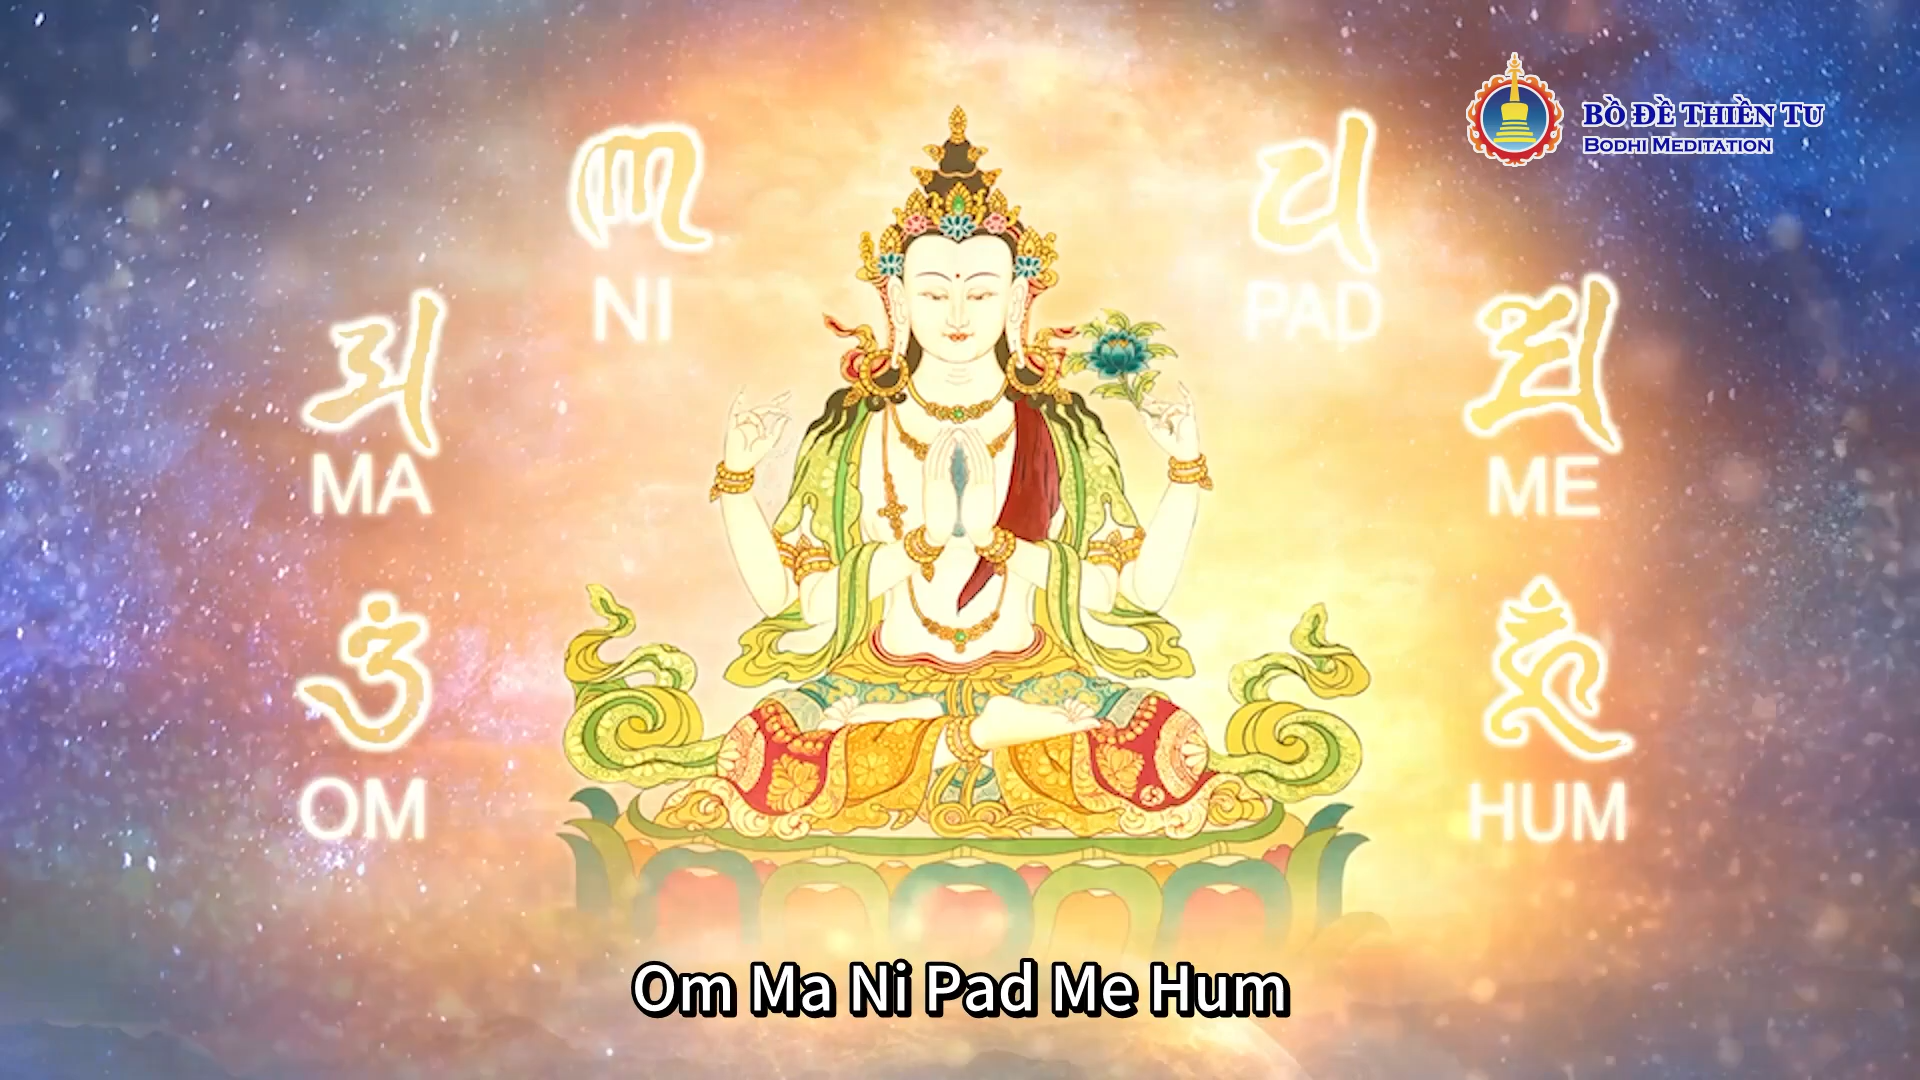 BỒ ĐỀ THIỀN TU
BODHI MEDITATION
NI
PAD
MA
ME
OM
HUM
Om Ma Ni Pad Me Hum